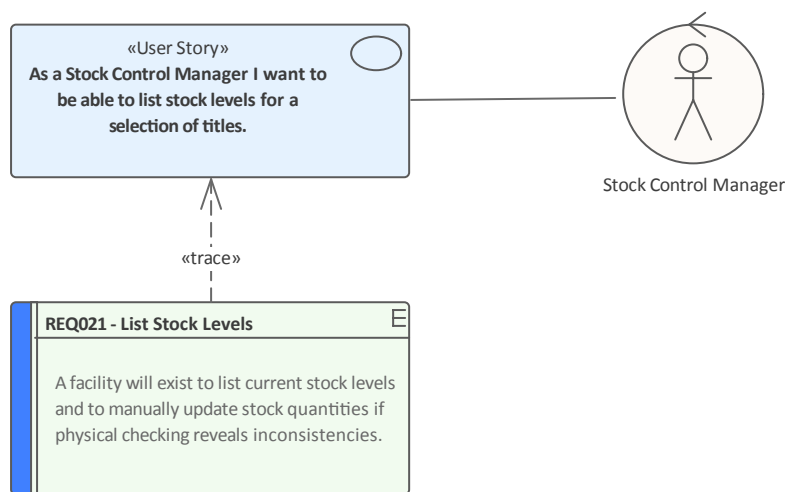 «User Story»
As a Stock Control Manager I want to
be able to list stock levels for a
selection of titles.
Stock Control Manager
«trace»
REQ021 - List Stock Levels
E
A facility will exist to list current stock levels
and to manually update stock quantities if
physical checking reveals inconsistencies.